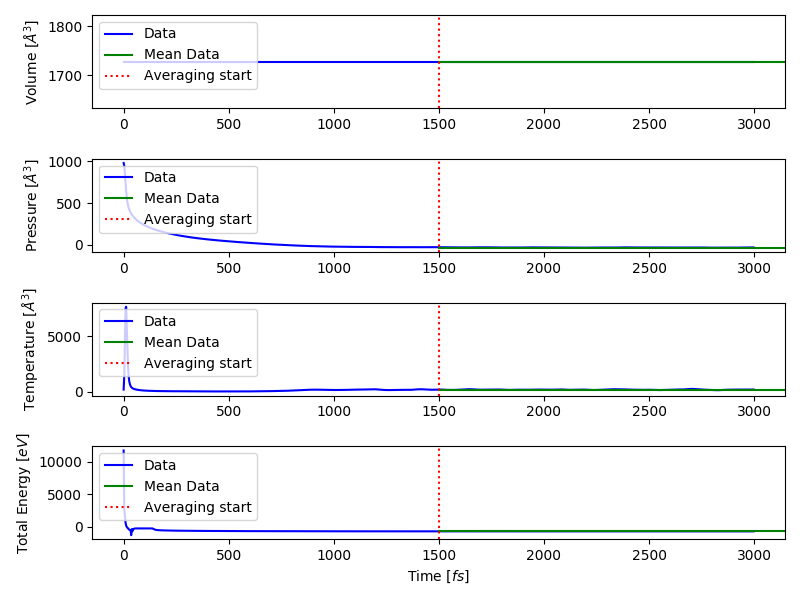 Volume [Å³]
1800
1700
Data
Mean Data
Averaging start
0 500 1000 1500 2000 2500 3000
Pressure [Å³]
1000
500
0
Data
Mean Data
Averaging start
0 500 1000 1500 2000 2500 3000
Temperature [Å³]
5000
0
Data
Mean Data
Averaging start
0 500 1000 1500 2000 2500 3000
Total Energy [eV]
10000
5000
0
Data
Mean Data
Averaging start
0 500 1000 1500 2000 2500 3000
Time [fs]